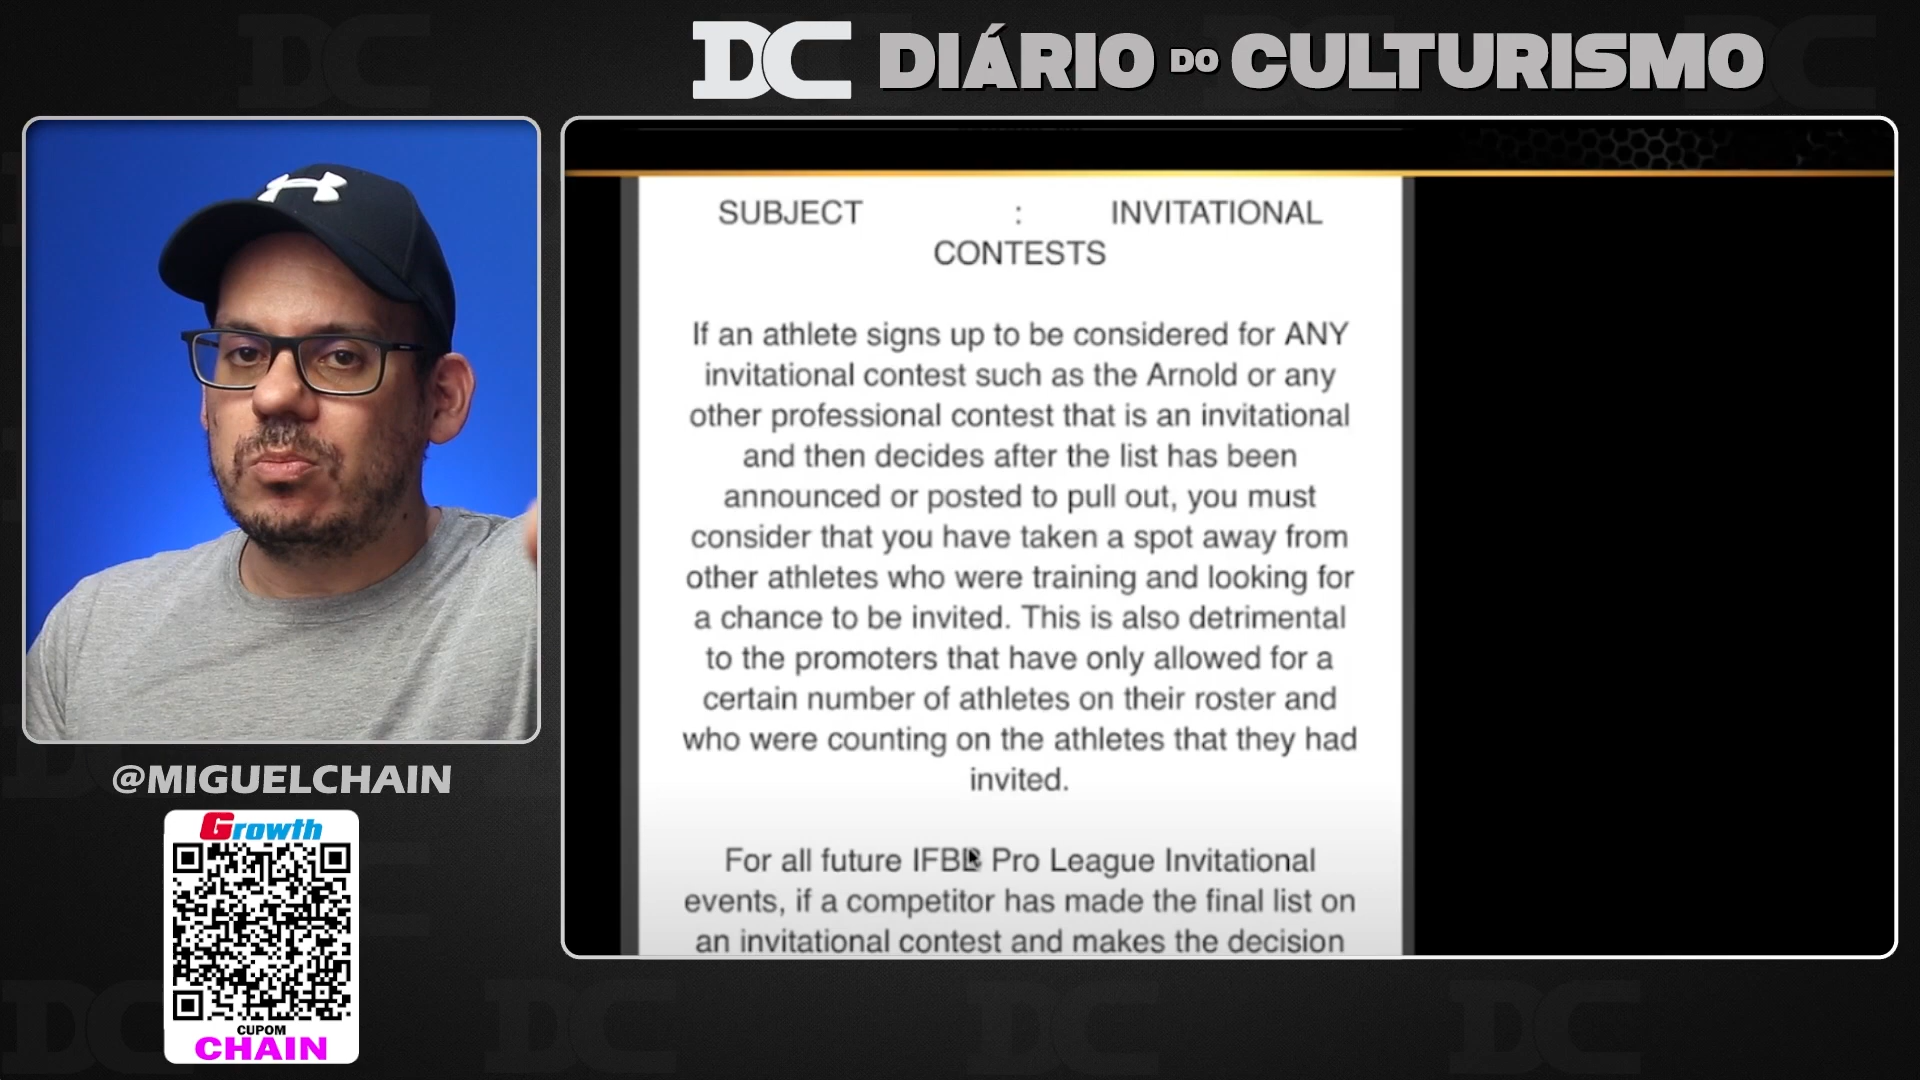 DC DIÁRIO DO CULTURISMO
SUBJECT : INVITATIONAL
CONTESTS
If an athlete signs up to be considered for ANY
invitational contest such as the Arnold or any
other professional contest that is an invitational
and then decides after the list has been
announced or posted to pull out, you must
consider that you have taken a spot away from
other athletes who were training and looking for
a chance to be invited. This is also detrimental
to the promoters that have only allowed for a
certain number of athletes on their roster and
who were counting on the athletes that they had
invited.
For all future IFBB Pro League Invitational
events, if a competitor has made the final list on
an invitational contest and makes the decision
@MIGUELCHAIN
Growth
CUPOM
CHAIN